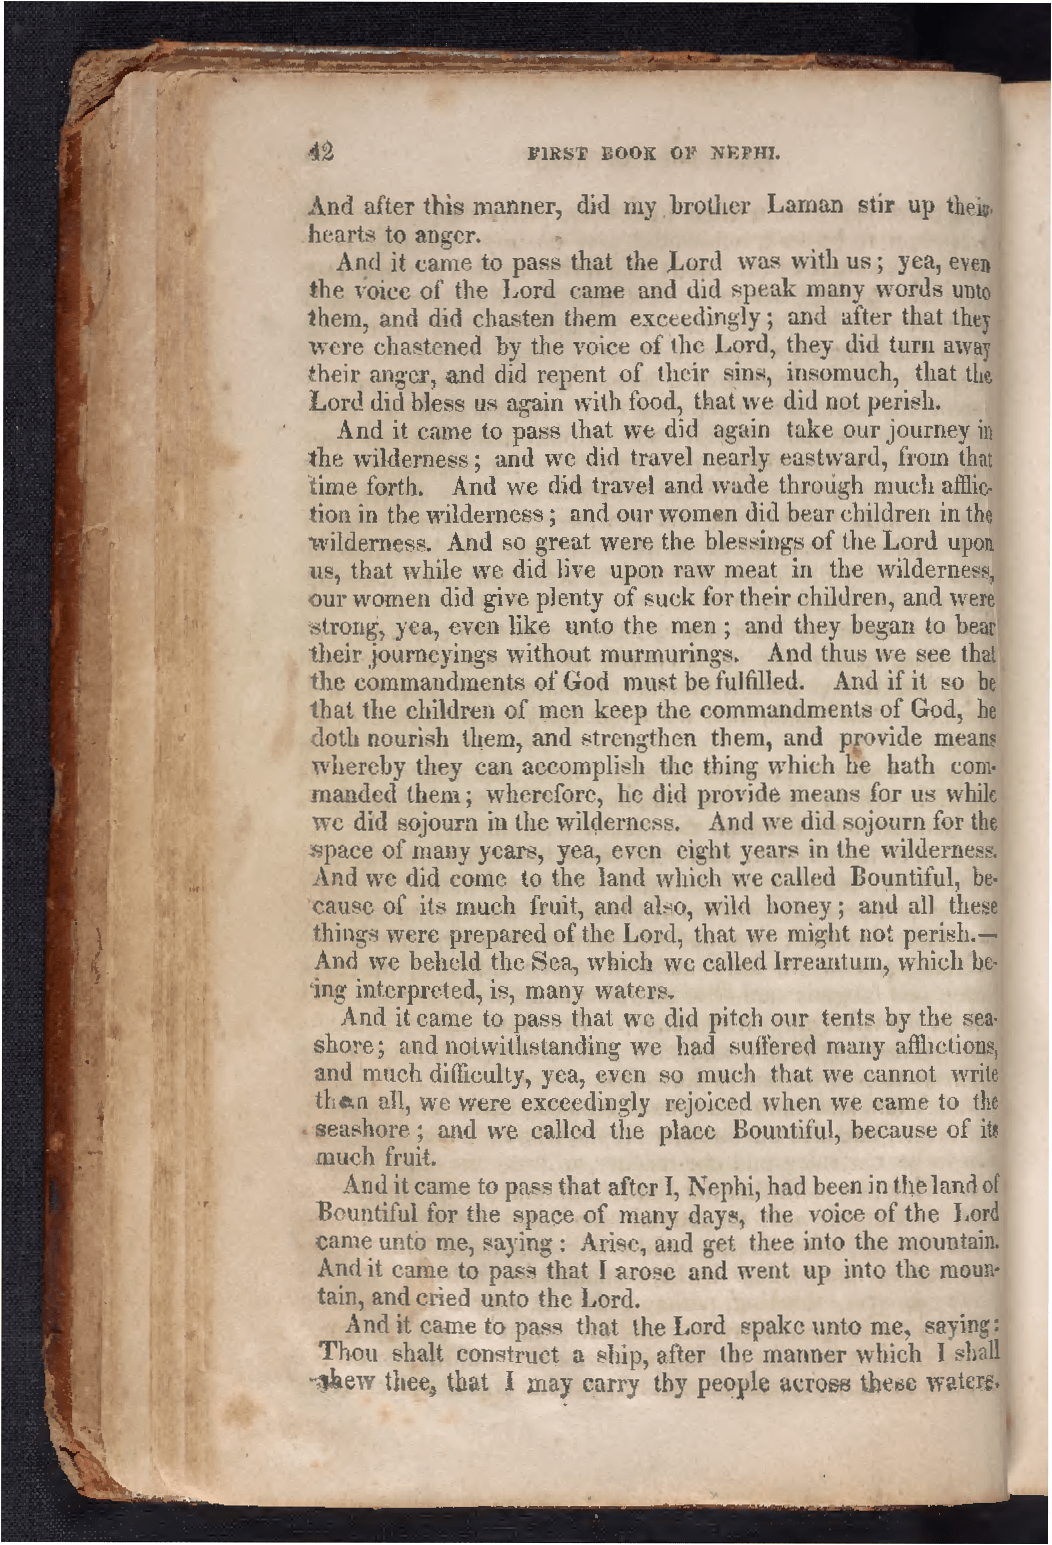 42 FIRST BOOK OF NEPHI.
And after this manner, did my brother Laman stir up their
hearts to anger.
And it came to pass that the Lord was with us; yea, even
the voice of the Lord came and did speak many words unto
them, and did chasten them exceedingly; and after that they
were chastened by the voice of the Lord, they did turn away
their anger, and did repent of their sins, insomuch, that the
Lord did bless us again with food, that we did not perish.
And it came to pass that we did again take our journey in
the wilderness; and we did travel nearly eastward, from that
time forth. And we did travel and wade through much afflic-
tion in the wilderness; and our women did bear children in the
wilderness. And so great were the blessings of the Lord upon
us, that while we did live upon raw meat in the wilderness,
our women did give plenty of suck for their children, and were
strong, yea, even like unto the men; and they began to bear
their journeyings without murmurings. And thus we see that
the commandments of God must be fulfilled. And if it so be
that the children of men keep the commandments of God, he
doth nourish them, and strengthen them, and provide means
whereby they can accomplish the thing which he hath com-
manded them; wherefore, he did provide means for us while
we did sojourn in the wilderness. And we did sojourn for the
space of many years, yea, even eight years in the wilderness.
And we did come to the land which we called Bountiful, be-
cause of its much fruit, and also, wild honey; and all these
things were prepared of the Lord, that we might not perish.—
And we beheld the Sea, which we called Irreantum, which be-
ing interpreted, is, many waters.
And it came to pass that we did pitch our tents by the sea-
shore; and notwithstanding we had suffered many afflictions,
and much difficulty, yea, even so much that we cannot write
them all, we were exceedingly rejoiced when we came to the
seashore; and we called the place Bountiful, because of its
much fruit.
And it came to pass that after I, Nephi, had been in the land of
Bountiful for the space of many days, the voice of the Lord
came unto me, saying: Arise, and get thee into the mountain.
And it came to pass that I arose and went up into the moun-
tain, and cried unto the Lord.
And it came to pass that the Lord spake unto me, saying:
Thou shalt construct a ship, after the manner which I shall
shew thee, that I may carry thy people across these waters.